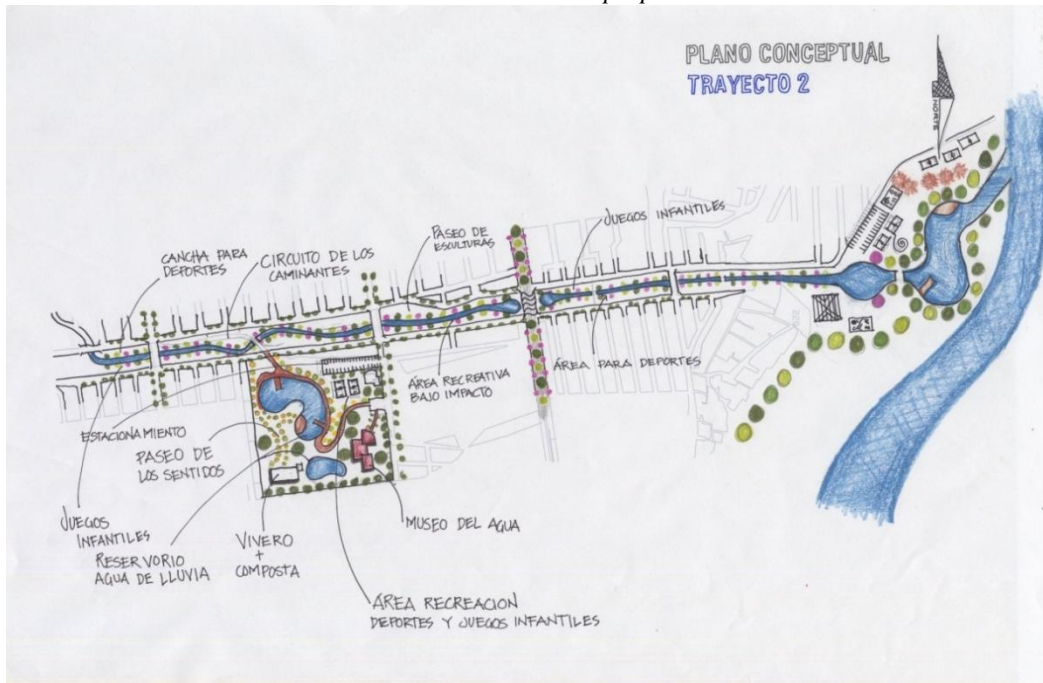 PLANO CONCEPTUAL
TRAYECTO 2
NORTE
CANCHA PARA
DEPORTES
CIRCUITO DE LOS
CAMINANTES
PASEO DE
ESCULTURAS
JUEGOS INFANTILES
ÁREA RECREATIVA
BAJO IMPACTO
ÁREA PARA DEPORTES
ESTACIONAMIENTO
PASEO DE
LOS SENTIDOS
JUEGOS
INFANTILES
RESERVORIO
AGUA DE LLUVIA
VIVERO
+
COMPOSTA
MUSEO DEL AGUA
ÁREA RECREACION
DEPORTES Y JUEGOS INFANTILES